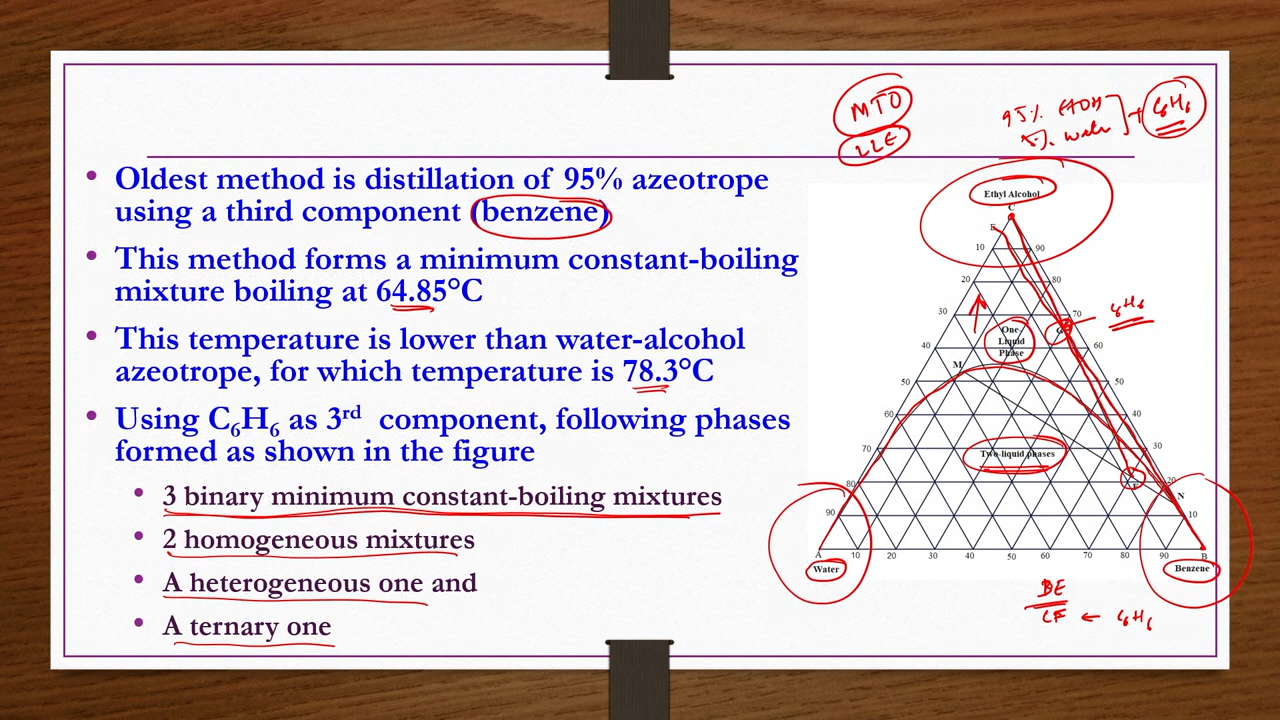 MTO
LLE
95% EtOH
5% water
+ C6H6
• Oldest method is distillation of 95% azeotrope
using a third component (benzene)
• This method forms a minimum constant-boiling
mixture boiling at 64.85°C
• This temperature is lower than water-alcohol
azeotrope, for which temperature is 78.3°C
• Using C₆H₆ as 3ʳᵈ component, following phases
formed as shown in the figure
• 3 binary minimum constant-boiling mixtures
• 2 homogeneous mixtures
• A heterogeneous one and
• A ternary one
Ethyl Alcohol
C
E
10 90
20 80
30 70
C6H6
One
Liquid
Phase
G
40 60
M
50 50
60 40
70 30
Two-liquid phases
F
80 20
N
90 10
A 10 20 30 40 50 60 70 80 90 B
Water Benzene
BE
CF ← C6H6